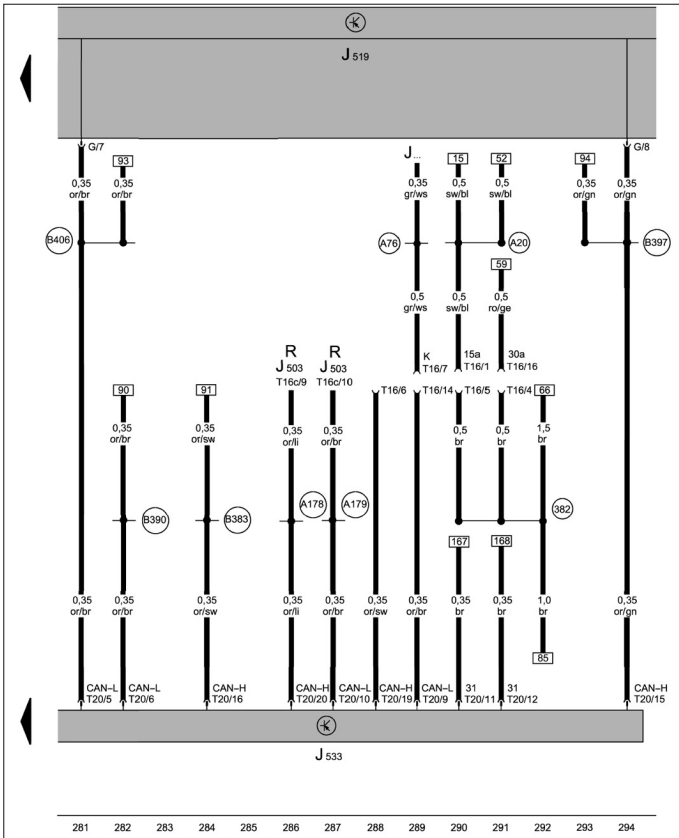 J 519
G/7
93
J...
15
52
94
G/8
0,35 or/br
0,35 or/br
0,35 gr/ws
0,5 sw/bl
0,5 sw/bl
0,35 or/gn
0,35 or/gn
B406
A76
A20
B397
59
0,5 gr/ws
0,5 sw/bl
0,5 ro/ge
R J 503 T16c/9
R J 503 T16c/10
K T16/7
15a T16/1
30a T16/16
T16/6
T16/14
T16/5
T16/4
90
91
66
0,35 or/br
0,35 or/sw
0,35 or/li
0,35 or/br
0,5 br
0,5 br
1,5 br
B390
B383
A178
A179
382
167
168
0,35 or/br
0,35 or/br
0,35 or/sw
0,35 or/li
0,35 or/br
0,35 or/sw
0,35 or/br
0,35 br
0,35 br
1,0 br
0,35 or/gn
85
CAN-L T20/5
CAN-L T20/6
CAN-H T20/16
CAN-H T20/20
CAN-L T20/10
CAN-H T20/19
CAN-L T20/9
31 T20/11
31 T20/12
CAN-H T20/15
J 533
281 282 283 284 285 286 287 288 289 290 291 292 293 294